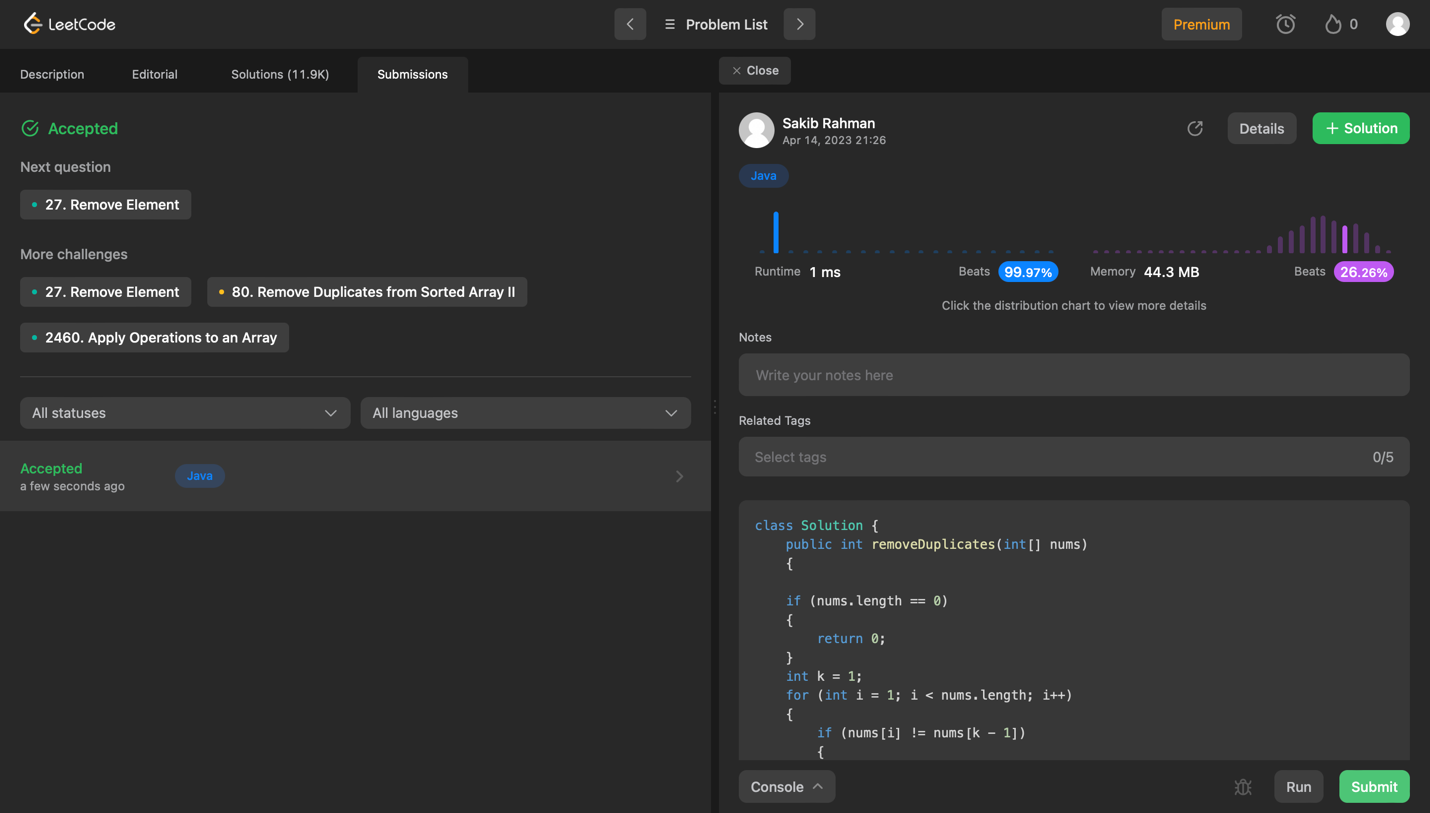 LeetCode
Problem List
Premium
0
Description Editorial Solutions (11.9K) Submissions
Accepted
Next question
27. Remove Element
More challenges
27. Remove Element 80. Remove Duplicates from Sorted Array II
2460. Apply Operations to an Array
All statuses All languages
Accepted
a few seconds ago
Java
Close
Sakib Rahman
Apr 14, 2023 21:26
Details + Solution
Java
Runtime 1 ms Beats 99.97% Memory 44.3 MB Beats 26.26%
Click the distribution chart to view more details
Notes
Write your notes here
Related Tags
Select tags 0/5
class Solution {
    public int removeDuplicates(int[] nums)
    {
    if (nums.length == 0)
    {
        return 0;
    }
    int k = 1;
    for (int i = 1; i < nums.length; i++)
    {
        if (nums[i] != nums[k - 1])
        {
Console Run Submit